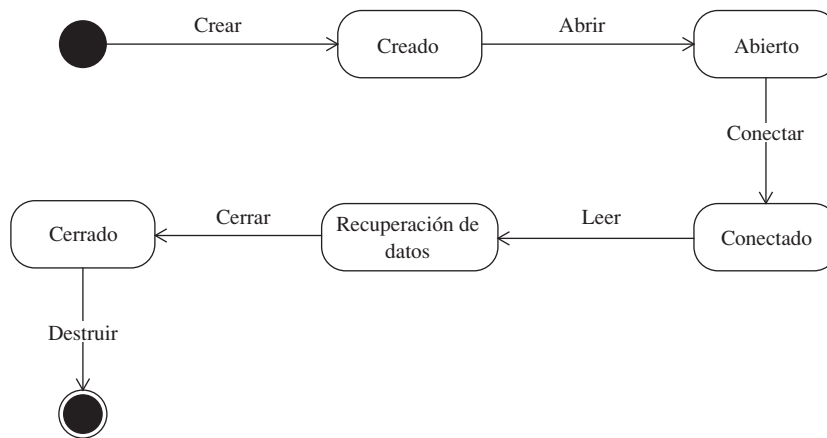 Crear
Creado
Abrir
Abierto
Conectar
Conectado
Leer
Recuperación de
datos
Cerrar
Cerrado
Destruir